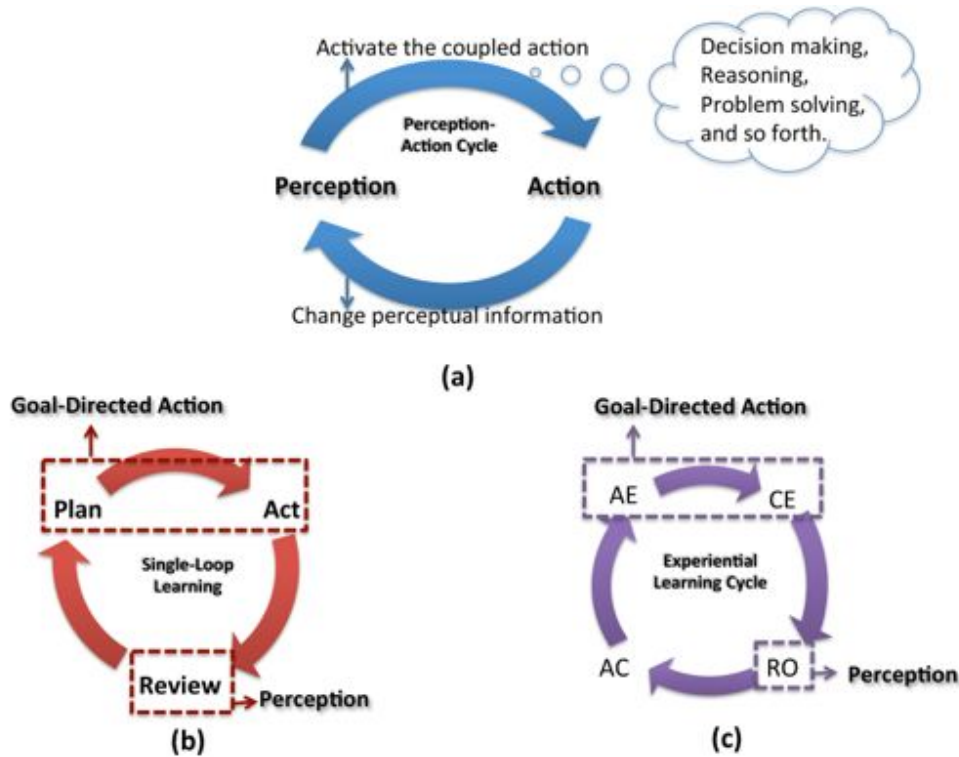 Activate the coupled action
Decision making,
Reasoning,
Problem solving,
and so forth.
Perception-
Action Cycle
Perception
Action
Change perceptual information
(a)
Goal-Directed Action
Plan
Act
Single-Loop
Learning
Review
Perception
(b)
Goal-Directed Action
AE
CE
Experiential
Learning Cycle
AC
RO
Perception
(c)